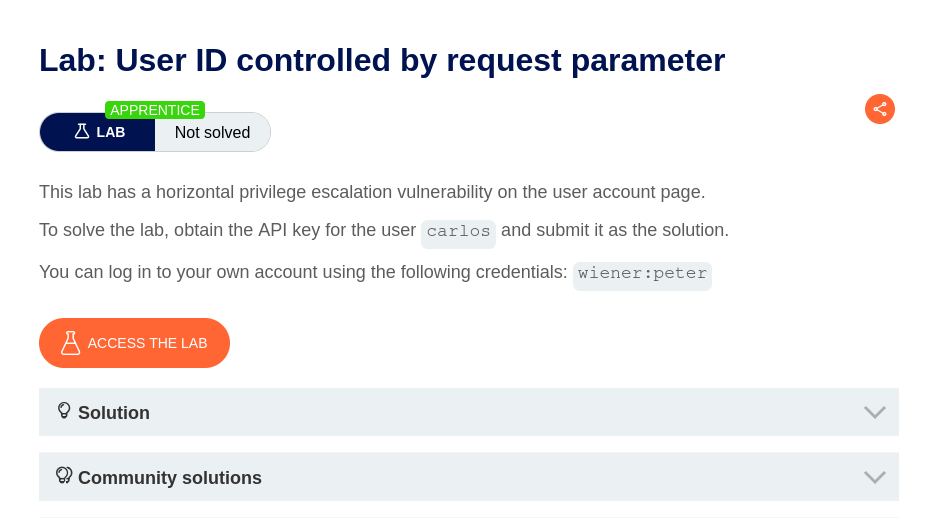 Lab: User ID controlled by request parameter
APPRENTICE
LAB Not solved
This lab has a horizontal privilege escalation vulnerability on the user account page.
To solve the lab, obtain the API key for the user carlos and submit it as the solution.
You can log in to your own account using the following credentials: wiener:peter
ACCESS THE LAB
Solution
Community solutions